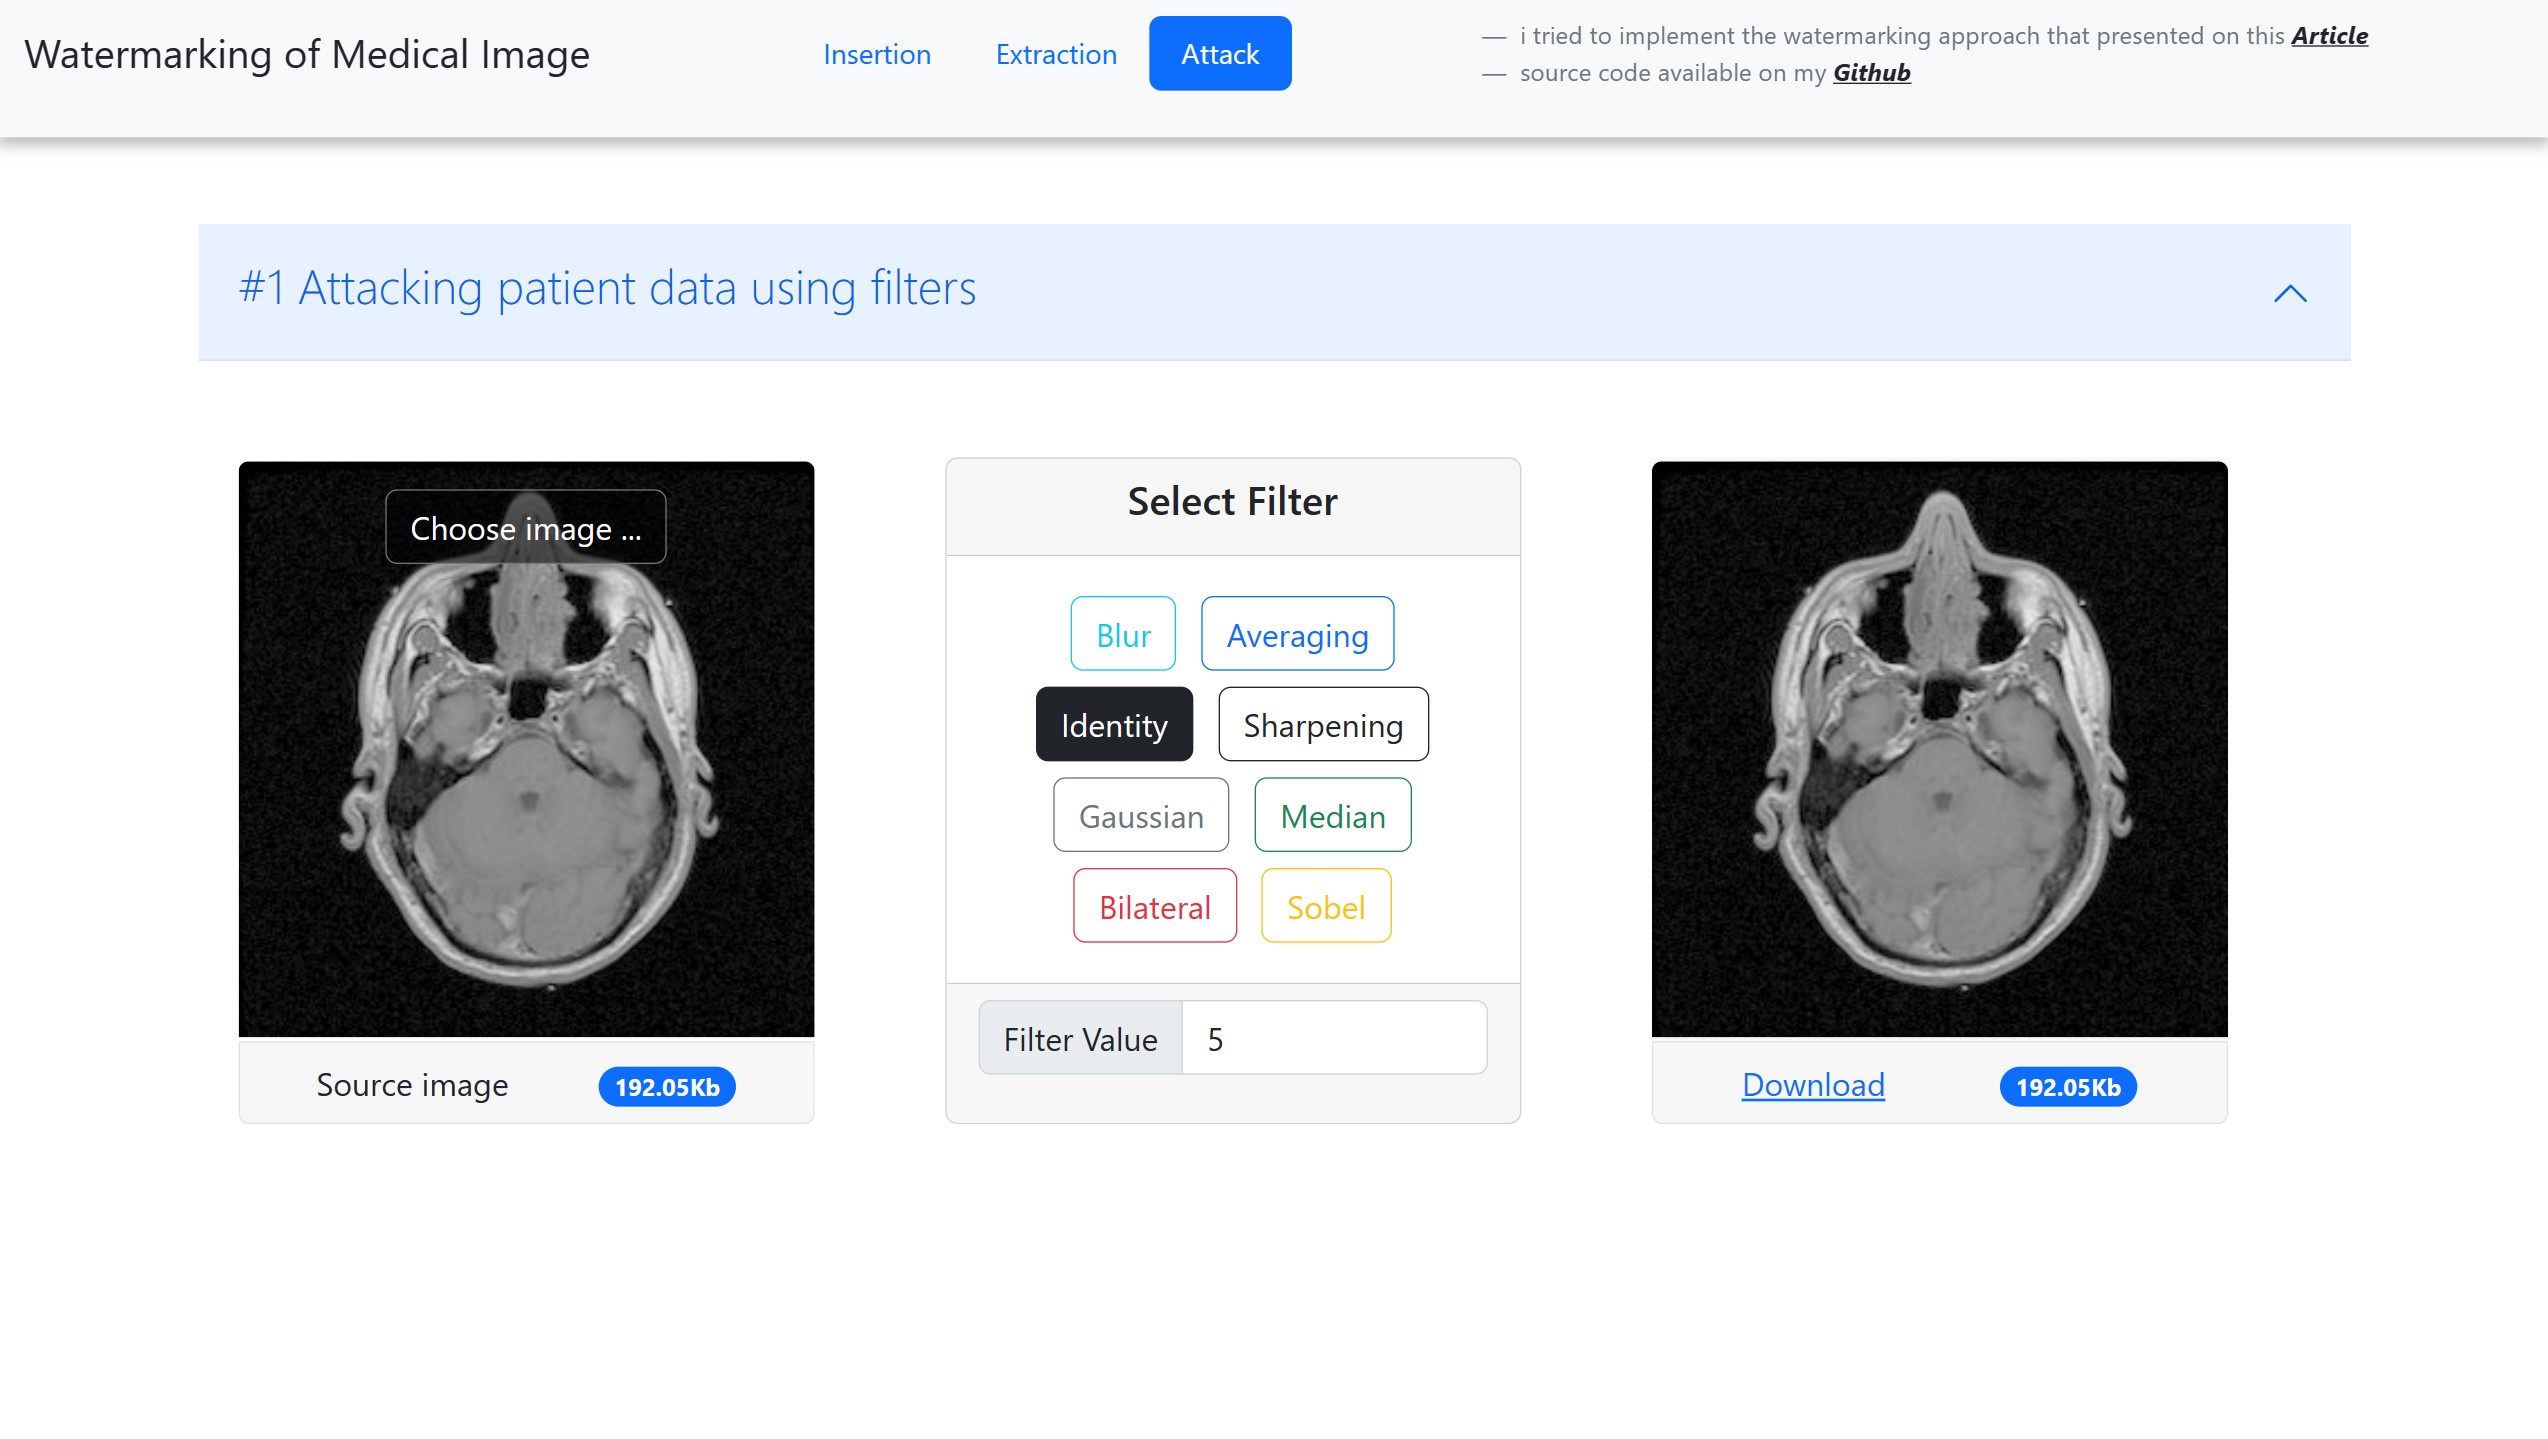 Watermarking of Medical Image
Insertion
Extraction
Attack
— i tried to implement the watermarking approach that presented on this Article
— source code available on my Github
#1 Attacking patient data using filters
Choose image ...
Source image
192.05Kb
Select Filter
Blur
Averaging
Identity
Sharpening
Gaussian
Median
Bilateral
Sobel
Filter Value
5
Download
192.05Kb